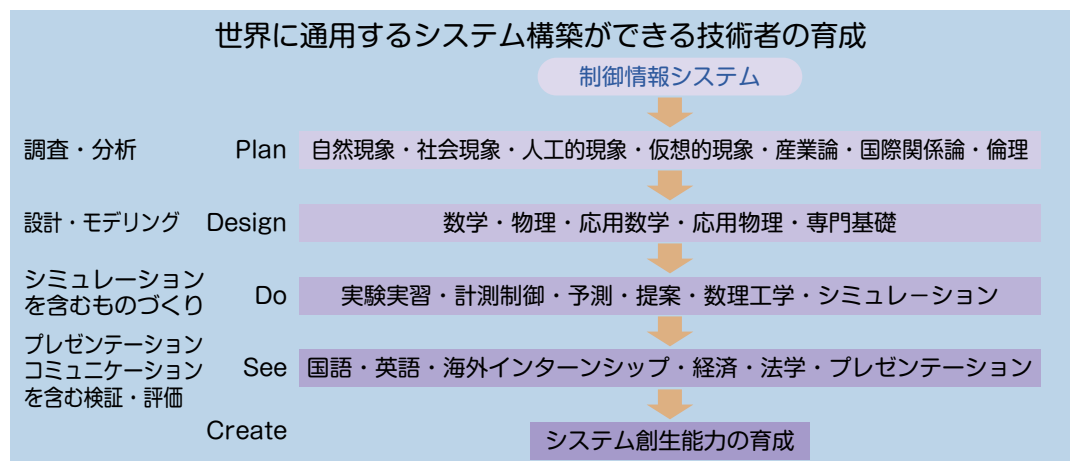 世界に通用するシステム構築ができる技術者の育成
制御情報システム
調査・分析 Plan 自然現象・社会現象・人工的現象・仮想的現象・産業論・国際関係論・倫理
設計・モデリング Design 数学・物理・応用数学・応用物理・専門基礎
シミュレーション
を含むものづくり Do 実験実習・計測制御・予測・提案・数理工学・シミュレーション
プレゼンテーション
コミュニケーション
を含む検証・評価 See 国語・英語・海外インターンシップ・経済・法学・プレゼンテーション
Create システム創生能力の育成